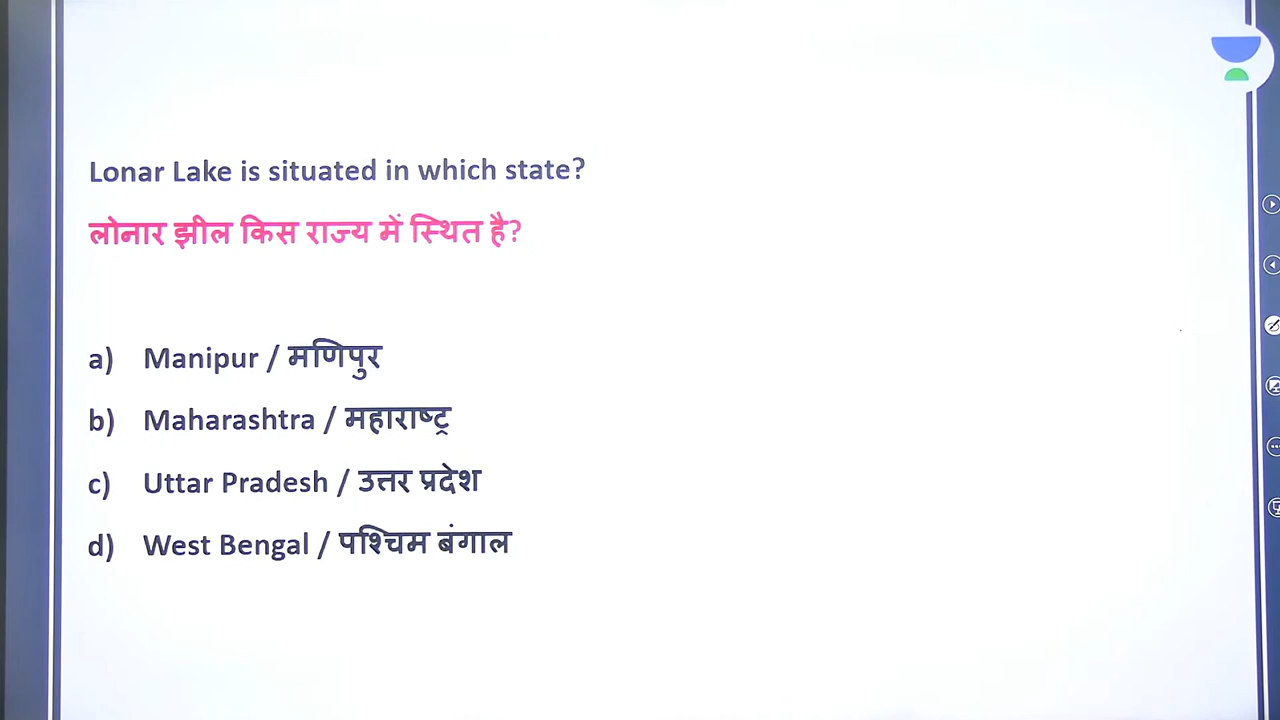 Lonar Lake is situated in which state?
लोनार झील किस राज्य में स्थित है?
a) Manipur / मणिपुर
b) Maharashtra / महाराष्ट्र
c) Uttar Pradesh / उत्तर प्रदेश
d) West Bengal / पश्चिम बंगाल